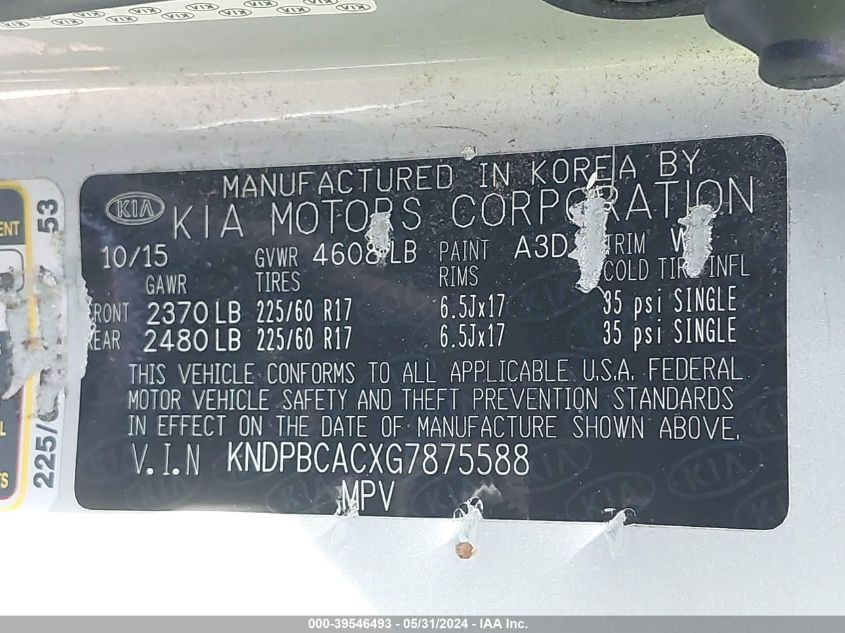 MANUFACTURED IN KOREA BY
KIA KIA MOTORS CORPORATION
10/15 GVWR LB PAINT TRIM
GAWR TIRES RIMS COLD INFL
FRONT 2370 LB 225/60 R17 6.5Jx17 35 psi SINGLE
REAR 2480 LB 225/60 R17 6.5Jx17 35 psi SINGLE
THIS VEHICLE CONFORMS TO ALL APPLICABLE U.S.A. FEDERAL
MOTOR VEHICLE SAFETY AND THEFT PREVENTION STANDARDS
IN EFFECT ON THE DATE OF MANUFACTURE SHOWN ABOVE.
V.I.N KNDPBCACXG7875588
MPV
53
000-39546493 - 05/31/2024 - IAA Inc.